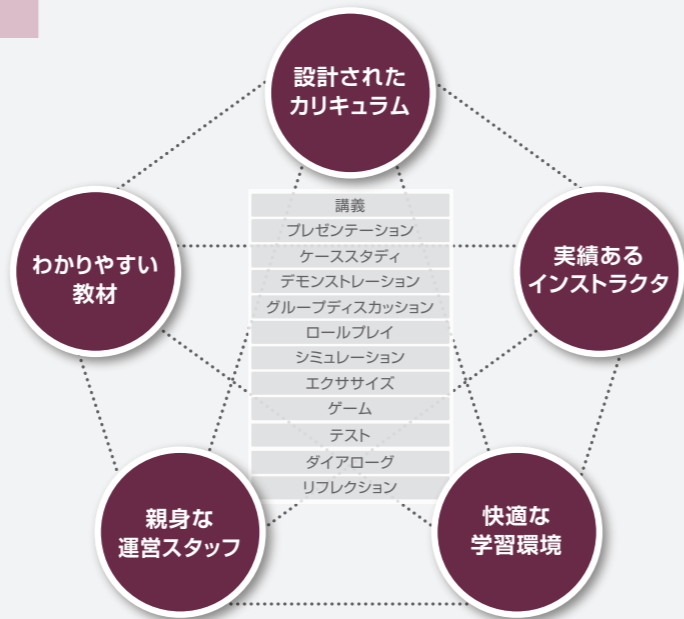 設計された
カリキュラム
わかりやすい
教材
実績ある
インストラクタ
講義
プレゼンテーション
ケーススタディ
デモンストレーション
グループディスカッション
ロールプレイ
シミュレーション
エクササイズ
ゲーム
テスト
ダイアローグ
リフレクション
親身な
運営スタッフ
快適な
学習環境